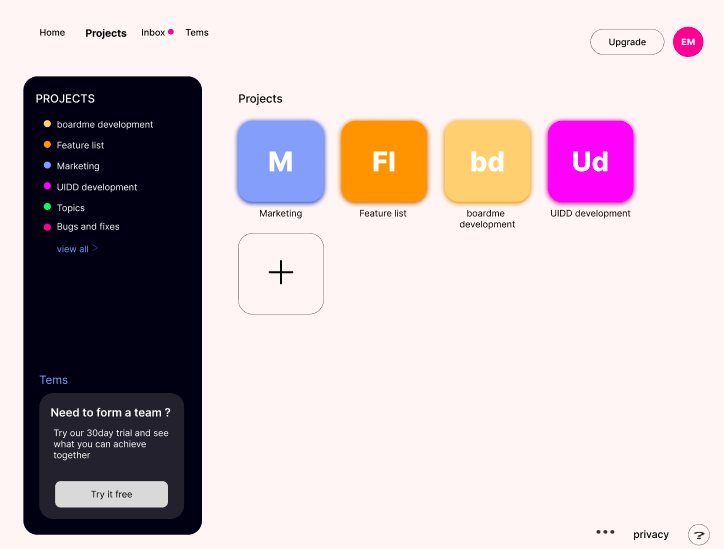 Home Projects Inbox Tems
Upgrade EM
PROJECTS
boardme development
Feature list
Marketing
UIDD development
Topics
Bugs and fixes
view all >
Tems
Need to form a team ?
Try our 30day trial and see
what you can achieve
together
Try it free
Projects
M Fl bd Ud
Marketing
Feature list
boardme
development
UIDD development
+
••• privacy ?